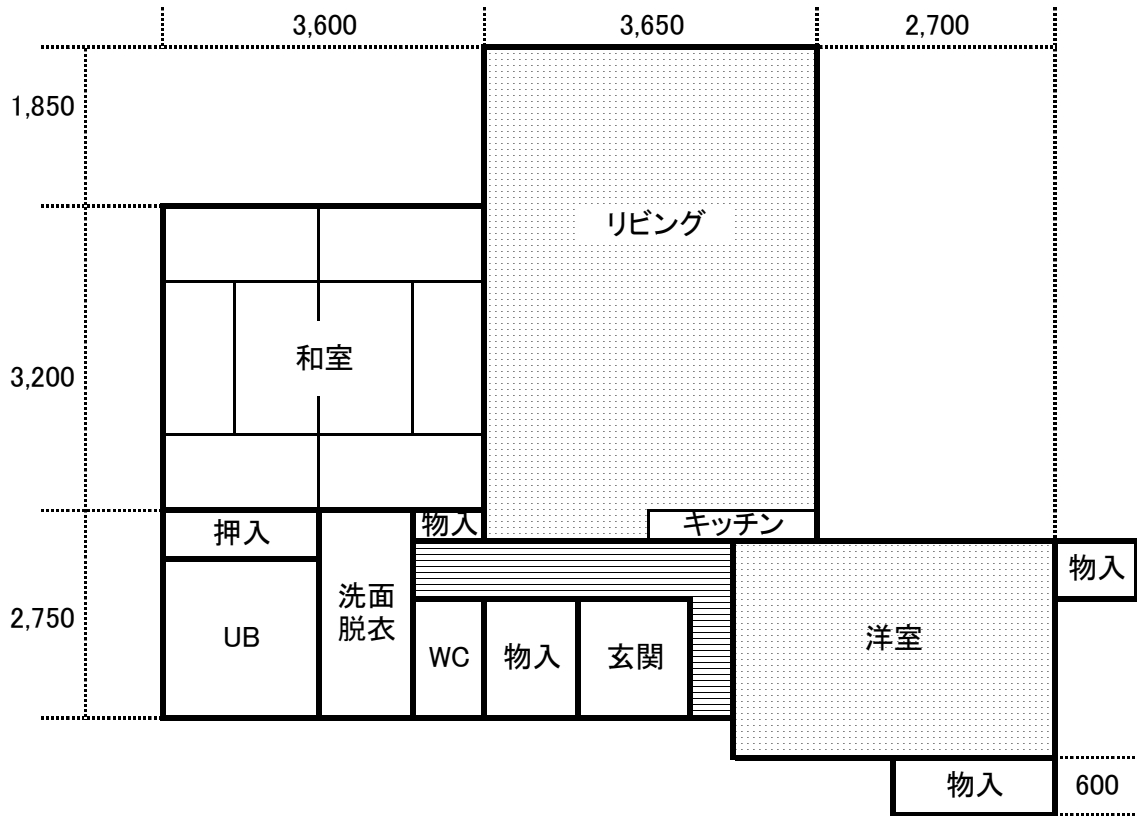 3,600
3,650
2,700
1,850
リビング
和室
3,200
押入
物入
キッチン
物入
洗面
脱衣
2,750
UB
WC
物入
玄関
洋室
物入
600